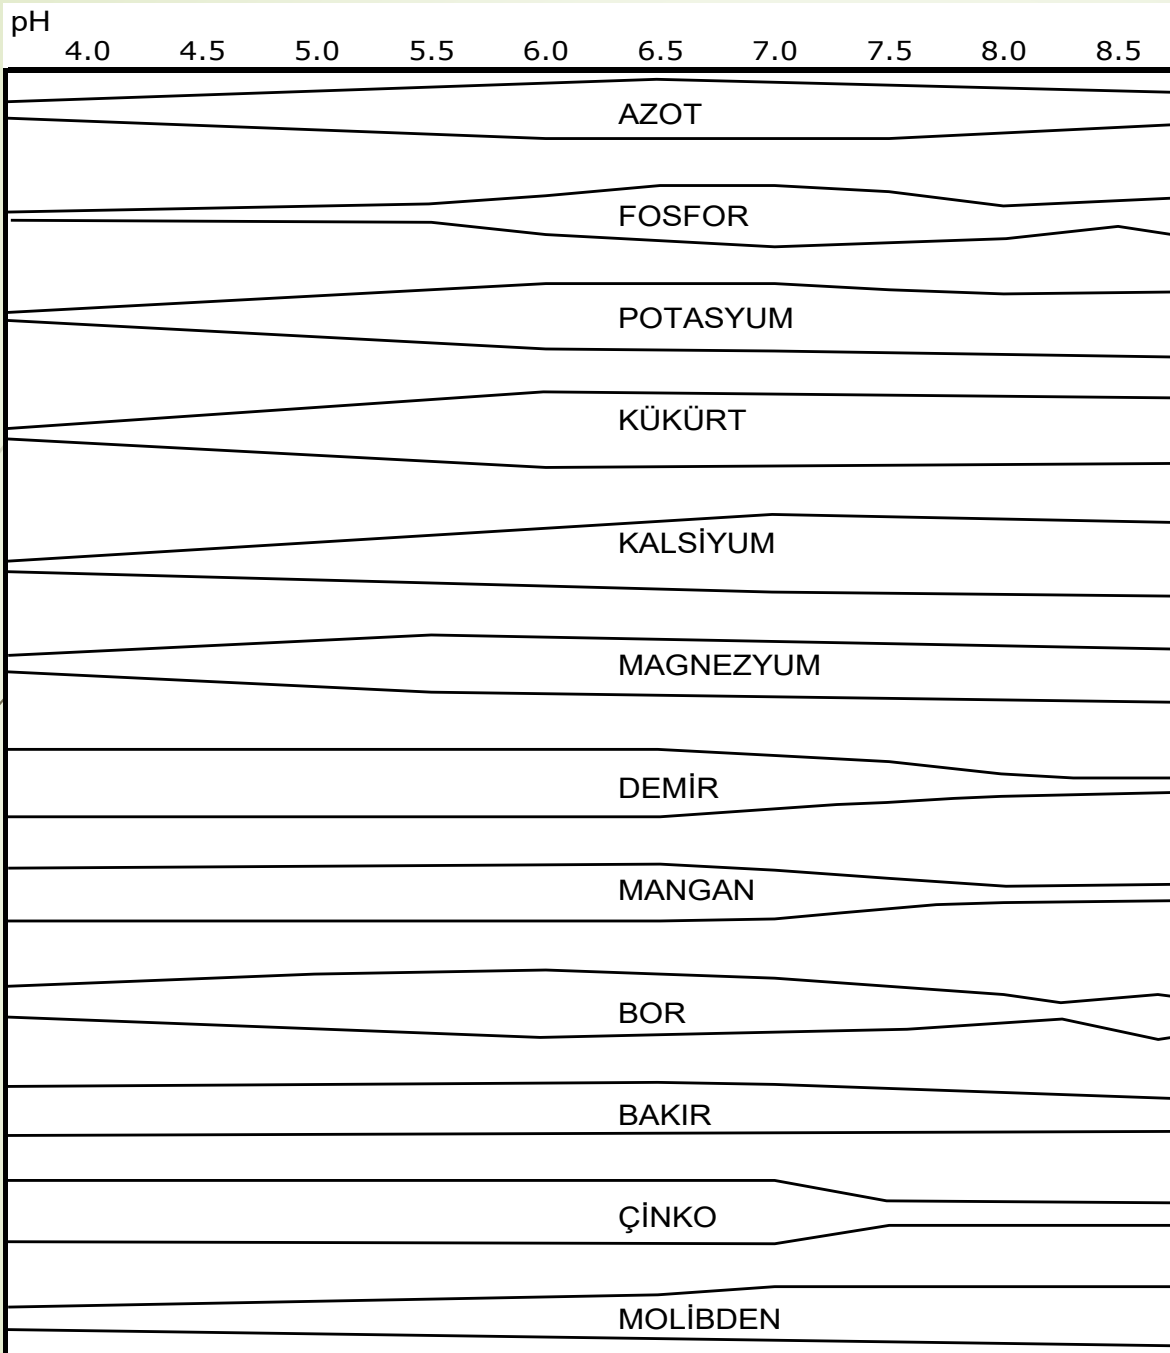 pH
4.0 4.5 5.0 5.5 6.0 6.5 7.0 7.5 8.0 8.5
AZOT
FOSFOR
POTASYUM
KÜKÜRT
KALSİYUM
MAGNEZYUM
DEMİR
MANGAN
BOR
BAKIR
ÇİNKO
MOLİBDEN